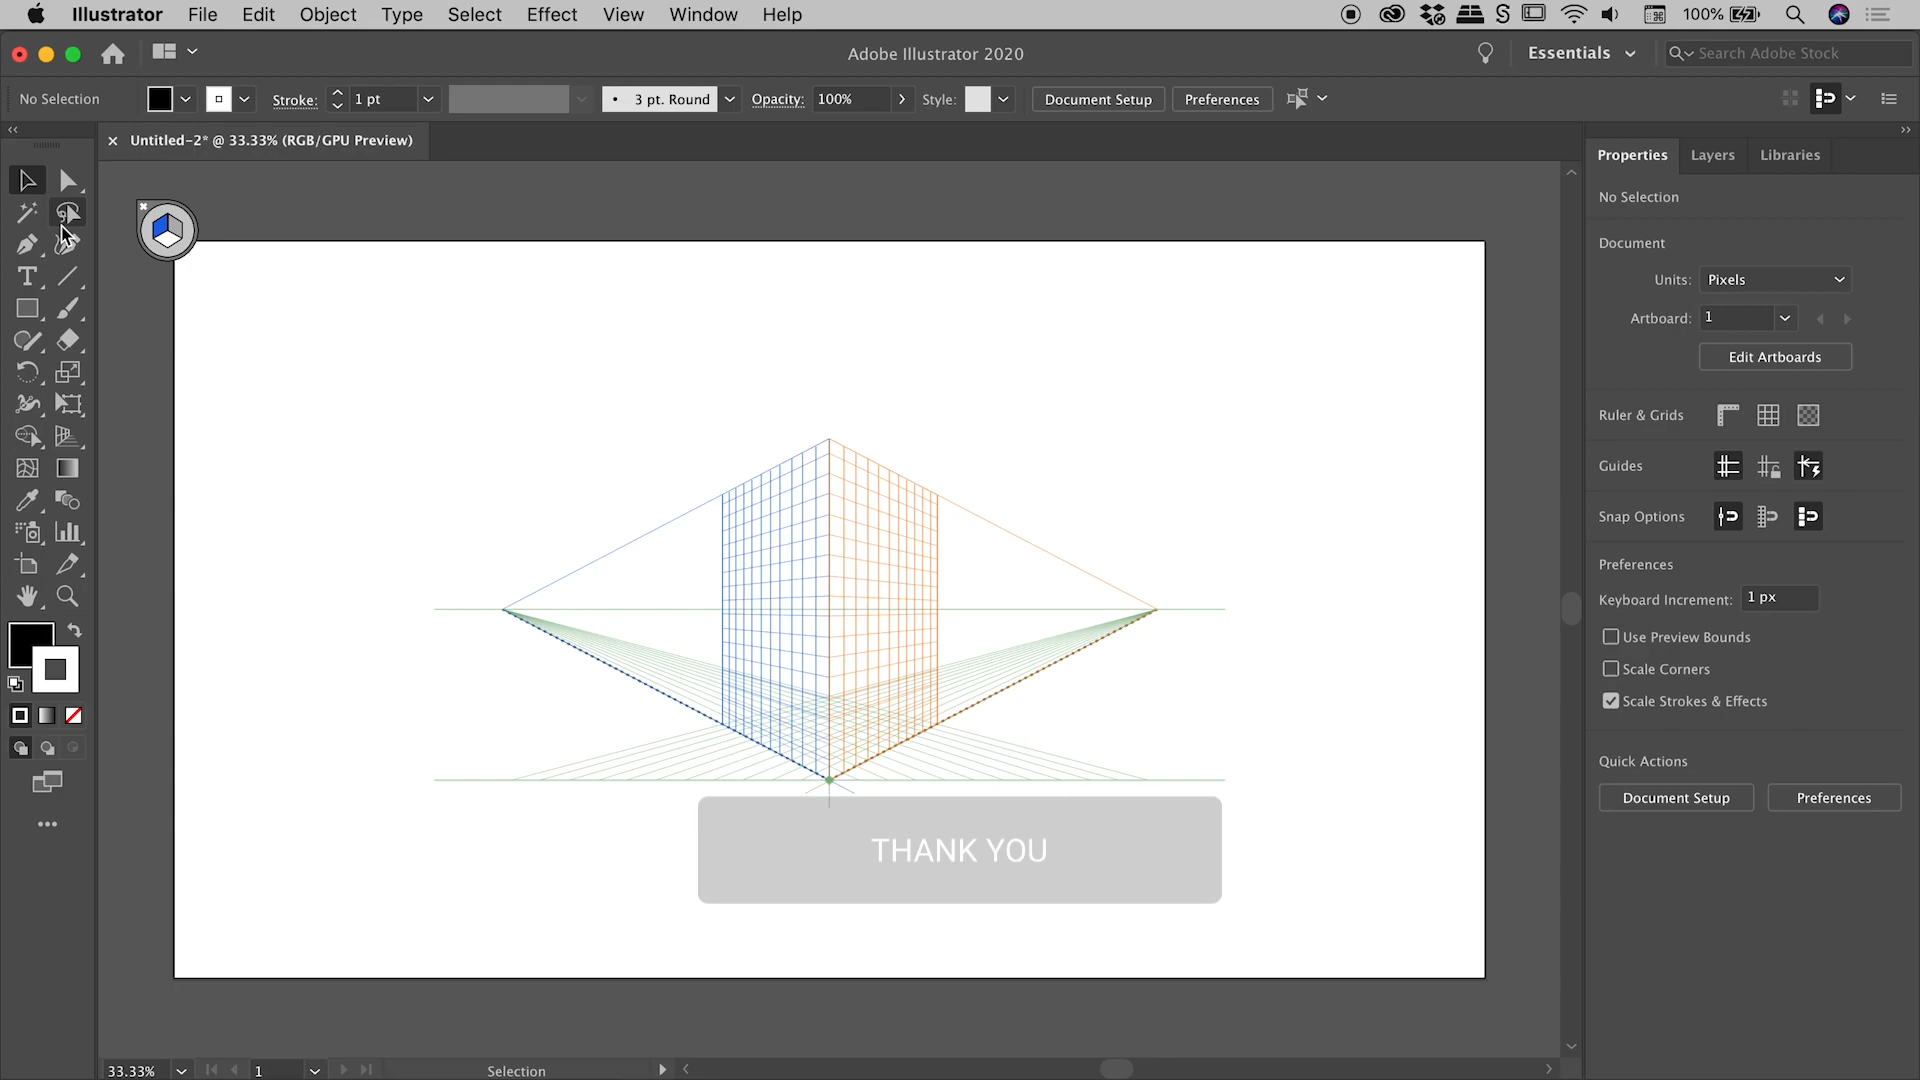 Illustrator File Edit Object Type Select Effect View Window Help 100%
Adobe Illustrator 2020 Essentials Search Adobe Stock
No Selection Stroke: 1 pt 3 pt. Round Opacity: 100% Style: Document Setup Preferences
Untitled-2* @ 33.33% (RGB/GPU Preview)
Properties Layers Libraries
No Selection
Document
Units: Pixels
Artboard: 1
Edit Artboards
Ruler & Grids
Guides
Snap Options
Preferences
Keyboard Increment: 1 px
Use Preview Bounds
Scale Corners
Scale Strokes & Effects
Quick Actions
Document Setup Preferences
THANK YOU
33.33% 1 Selection